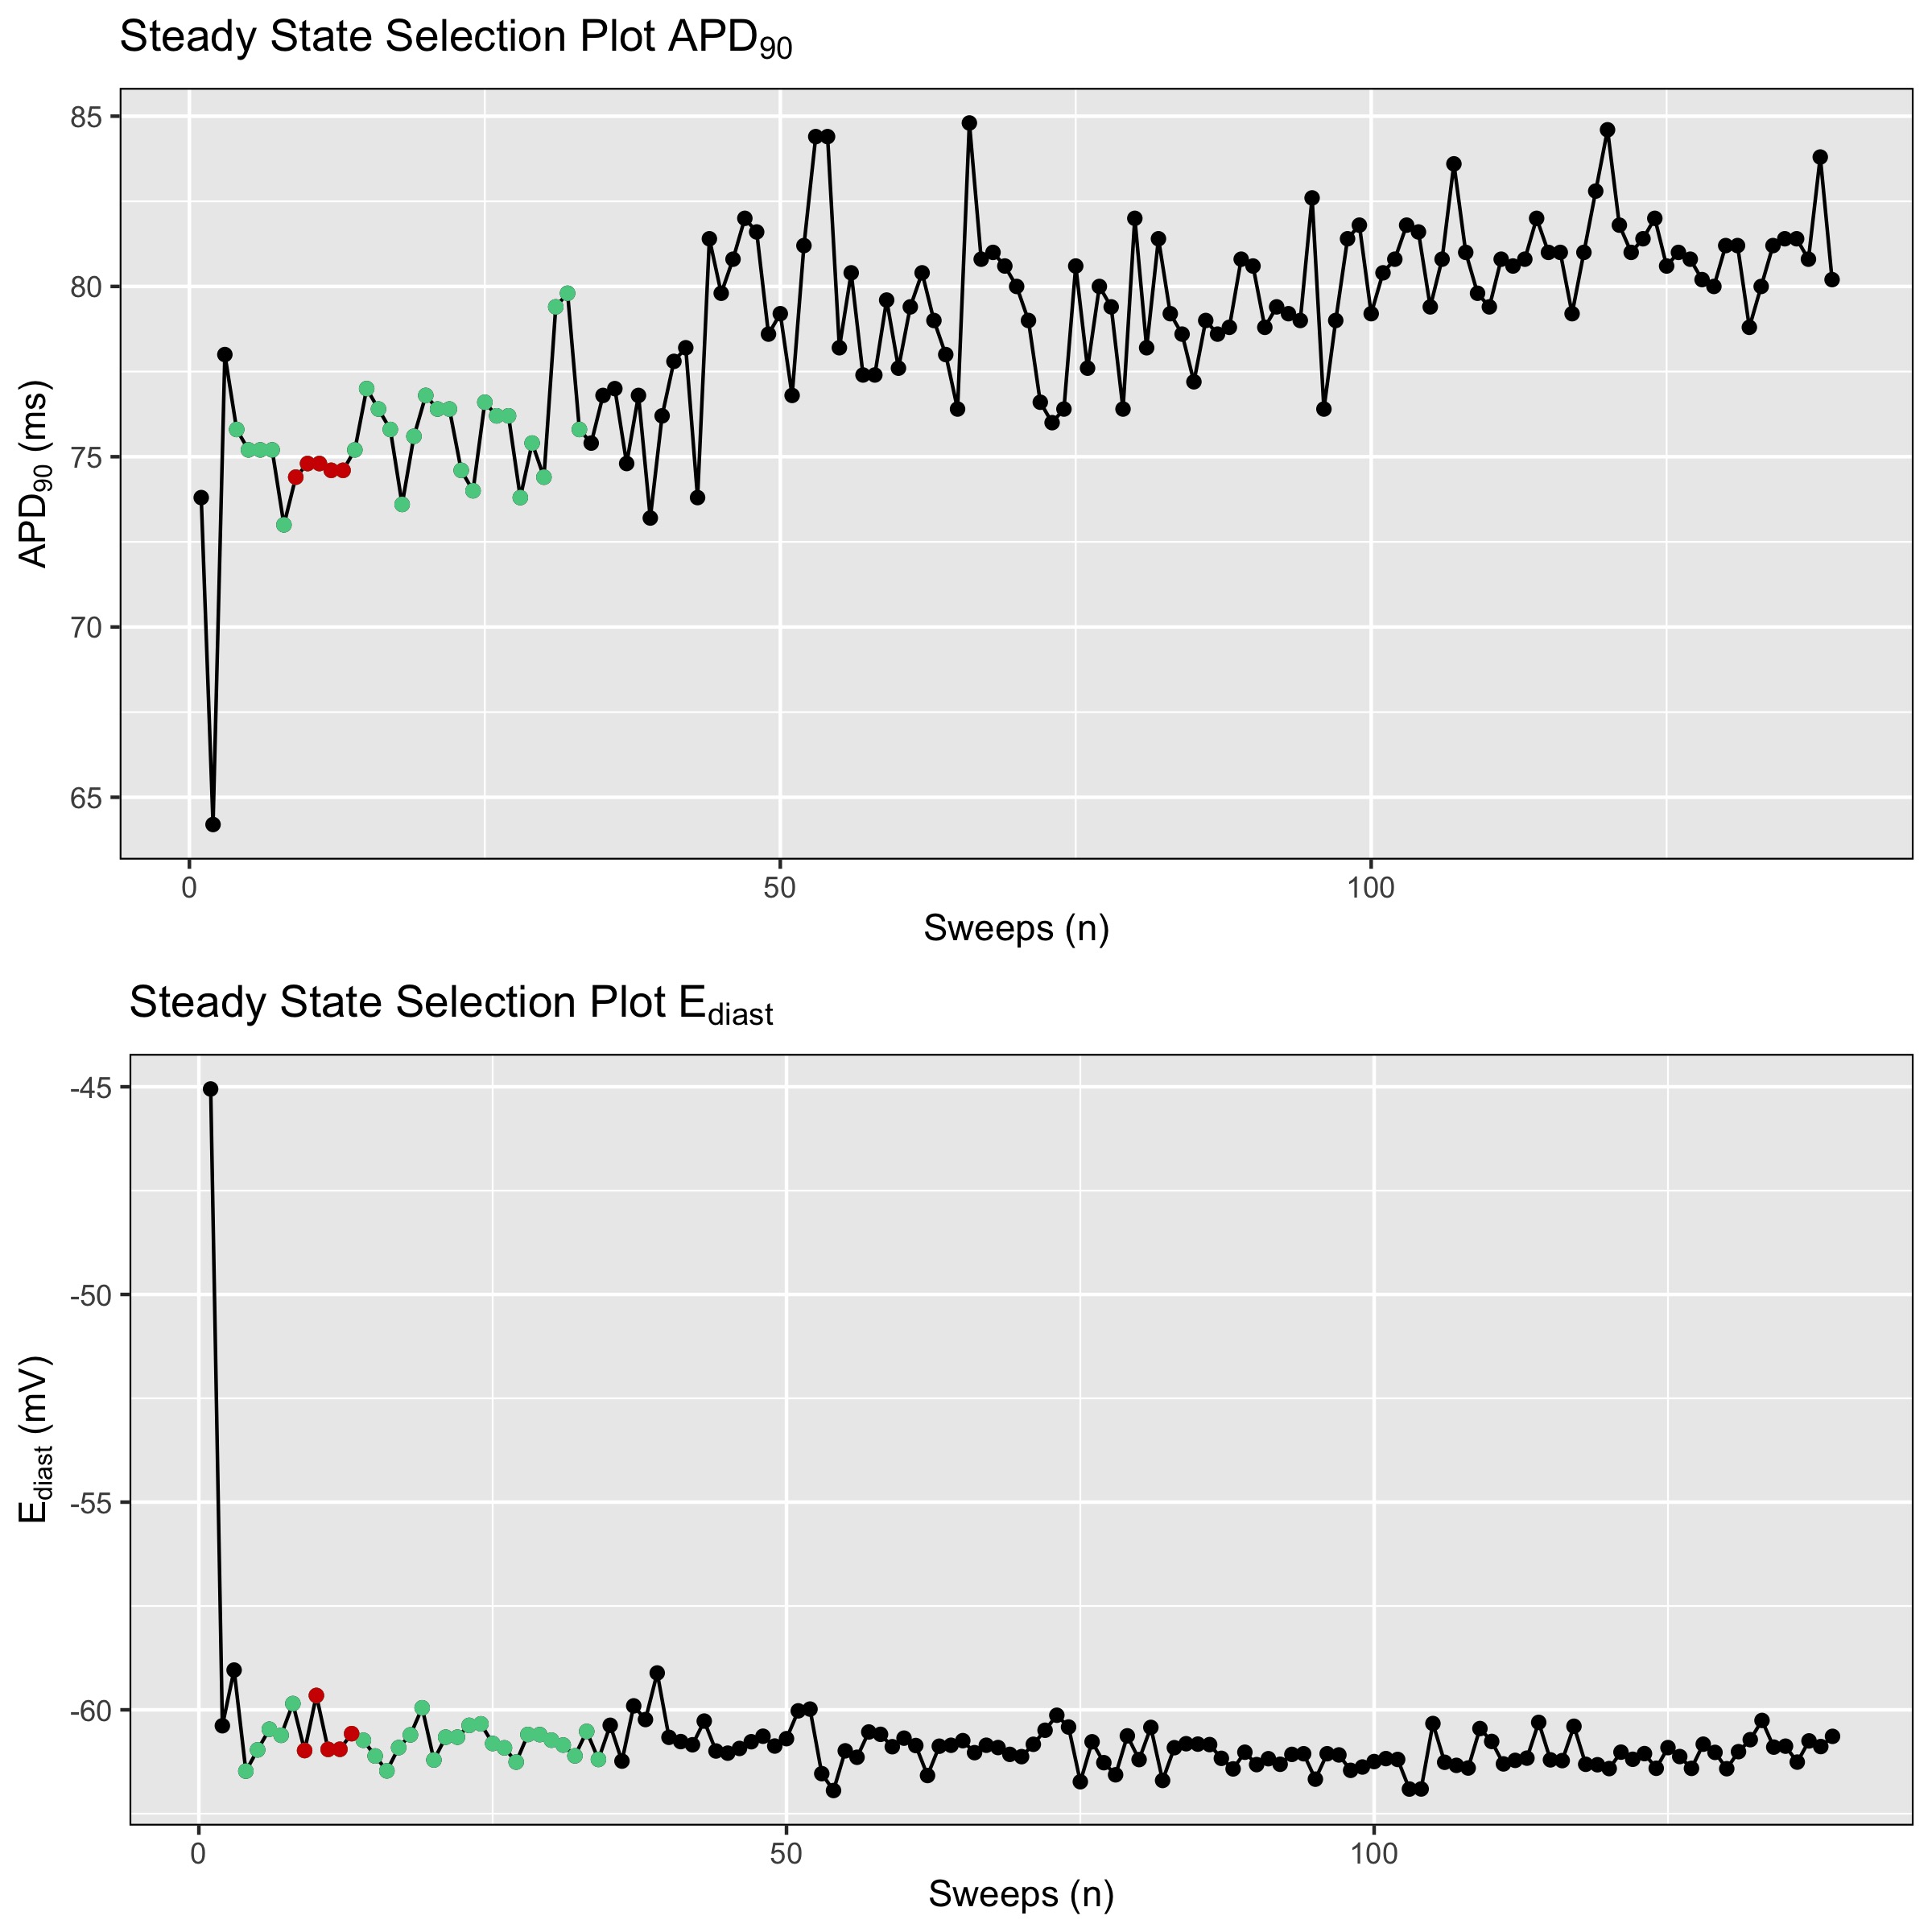 Steady State Selection Plot APD90
85
80
75
70
65
APD90 (ms)
0 50 100
Sweeps (n)
Steady State Selection Plot Ediast
-45
-50
-55
-60
Ediast (mV)
0 50 100
Sweeps (n)